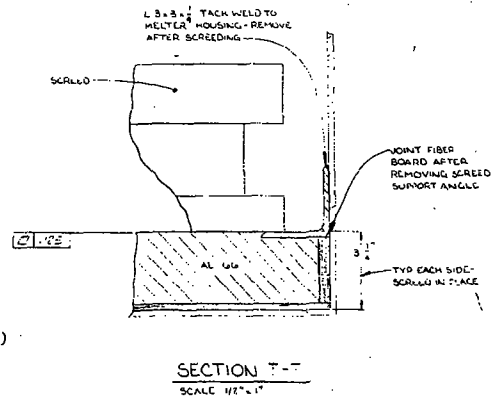 L 3 x 3 x 1/4 TACK WELD TO
MELTER HOUSING - REMOVE
AFTER SCREEDING
SCREED
JOINT FIBER
BOARD AFTER
REMOVING SCREED
SUPPORT ANGLE
.125
AL 66
3 1/4"
TYP EACH SIDE-
SCREED IN PLACE
)
SECTION T-T
SCALE 1/2" = 1"